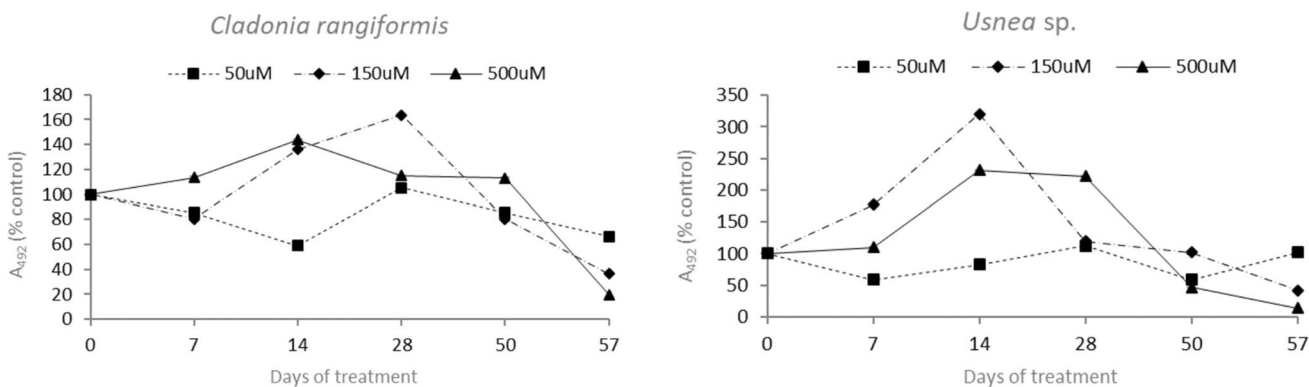 Cladonia rangiformis
50uM 150uM 500uM
180
160
140
120
100
80
60
40
20
0
A492 (% control)
0 7 14 28 50 57
Days of treatment
Usnea sp.
50uM 150uM 500uM
350
300
250
200
150
100
50
0
A492 (% control)
0 7 14 28 50 57
Days of treatment